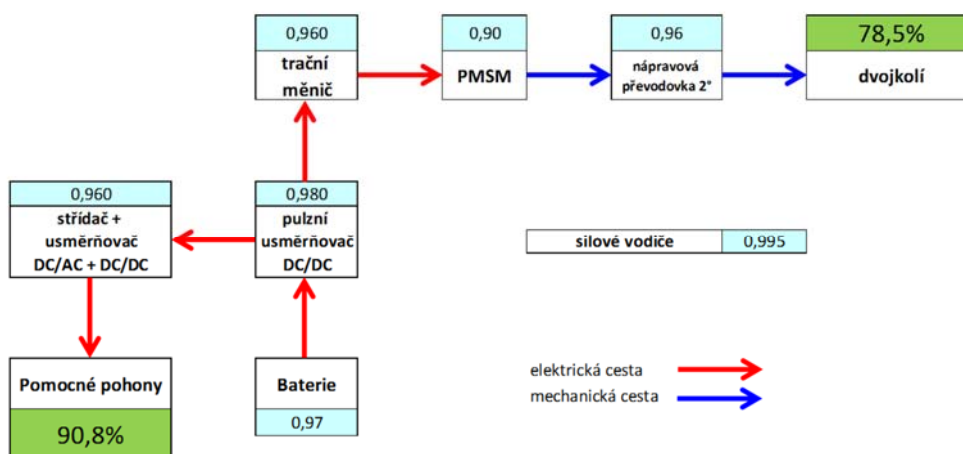 0,960
trační
měnič
0,90
PMSM
0,96
nápravová
převodovka 2°
78,5%
dvojkolí
0,960
střídač +
usměrňovač
DC/AC + DC/DC
0,980
pulzní
usměrňovač
DC/DC
silové vodiče 0,995
Pomocné pohony
90,8%
Baterie
0,97
elektrická cesta
mechanická cesta